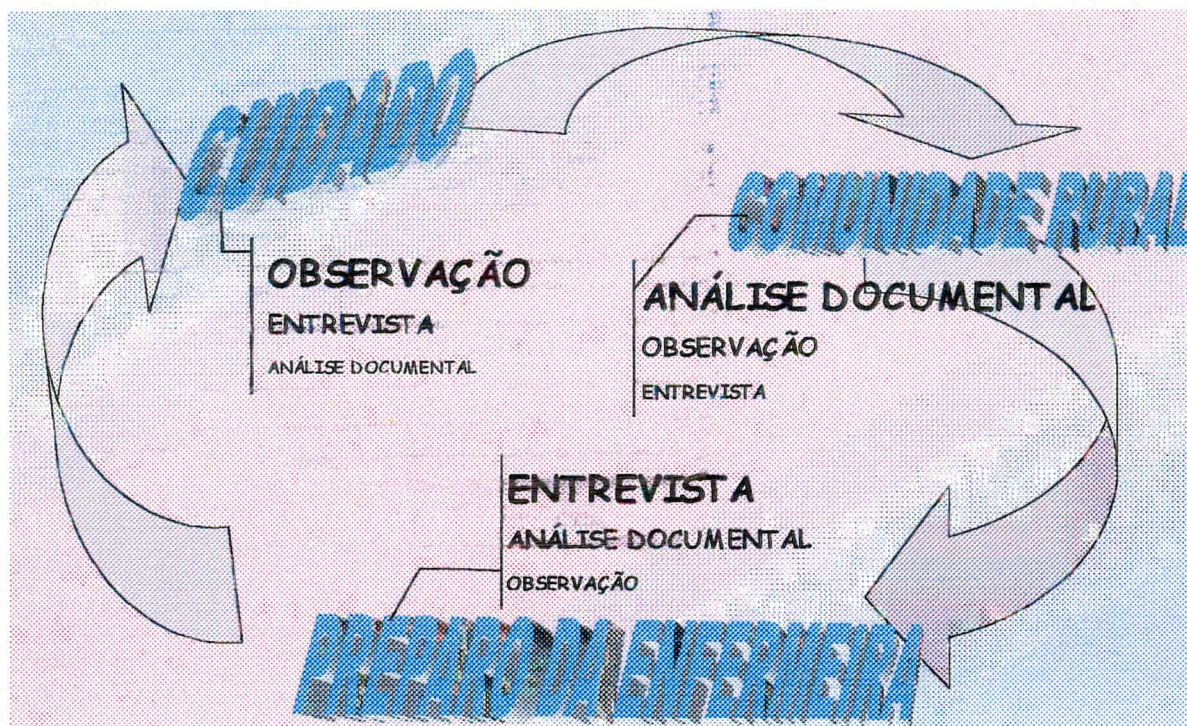 CUIDADO
OBSERVAÇÃO
ENTREVISTA
ANÁLISE DOCUMENTAL
COMUNIDADE RURAL
ANÁLISE DOCUMENTAL
OBSERVAÇÃO
ENTREVISTA
ENTREVISTA
ANÁLISE DOCUMENTAL
OBSERVAÇÃO
PREPARO DA ENFERMEIRA